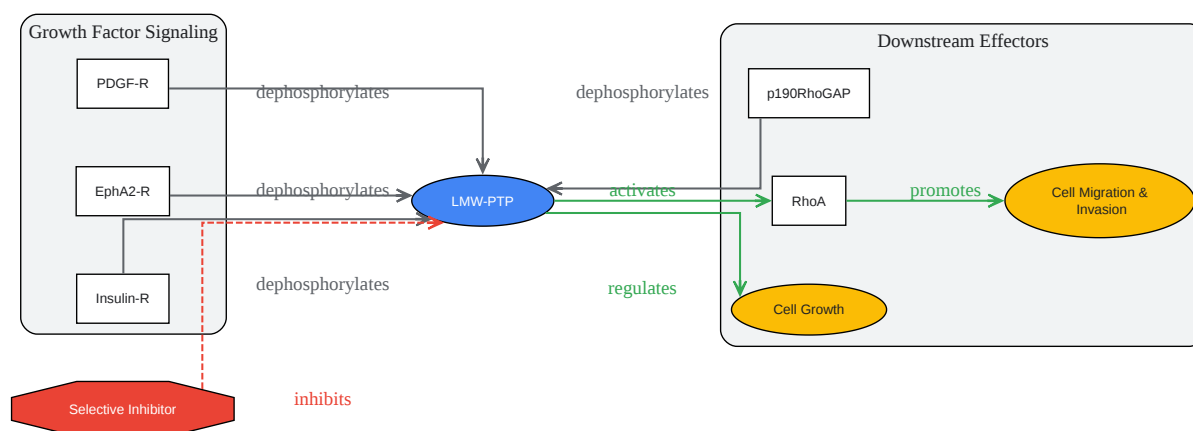 Growth Factor Signaling
Downstream Effectors
PDGF-R
dephosphorylates
dephosphorylates
p190RhoGAP
EphA2-R
dephosphorylates
LMW-PTP
activates
RhoA
promotes
Cell Migration &
Invasion
Insulin-R
dephosphorylates
regulates
Cell Growth
Selective Inhibitor
inhibits